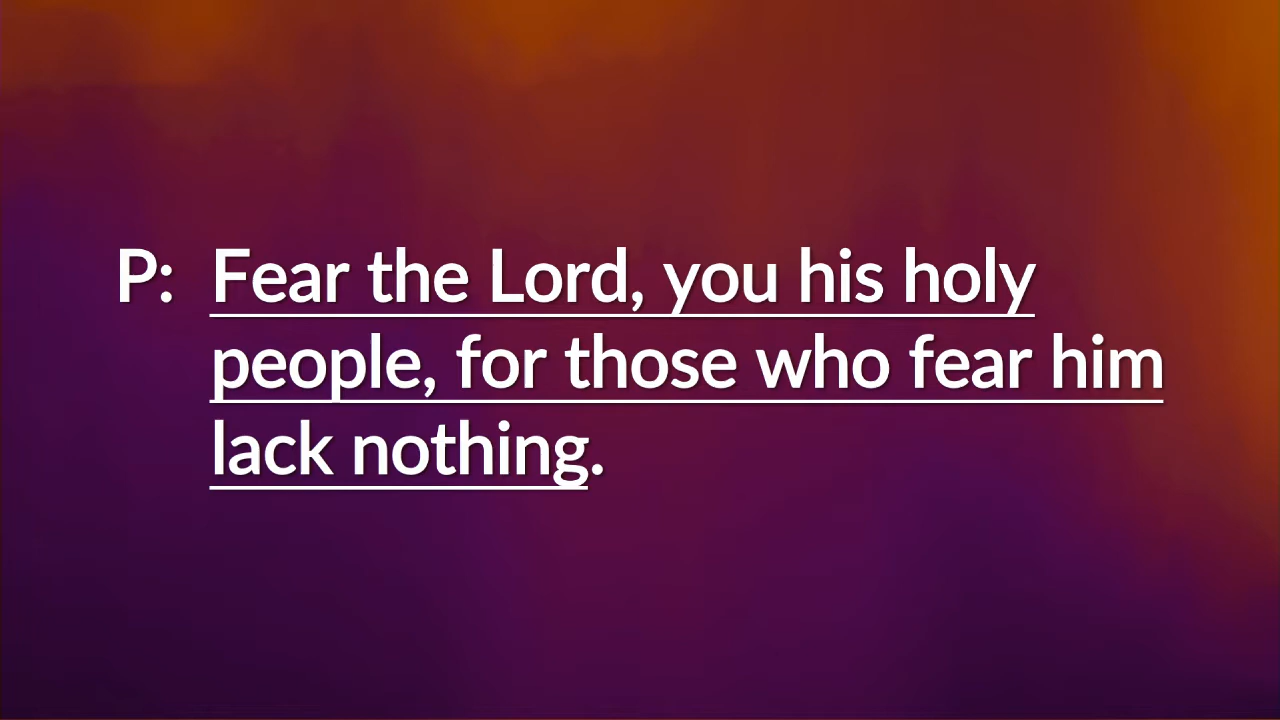 P: Fear the Lord, you his holy
people, for those who fear him
lack nothing.